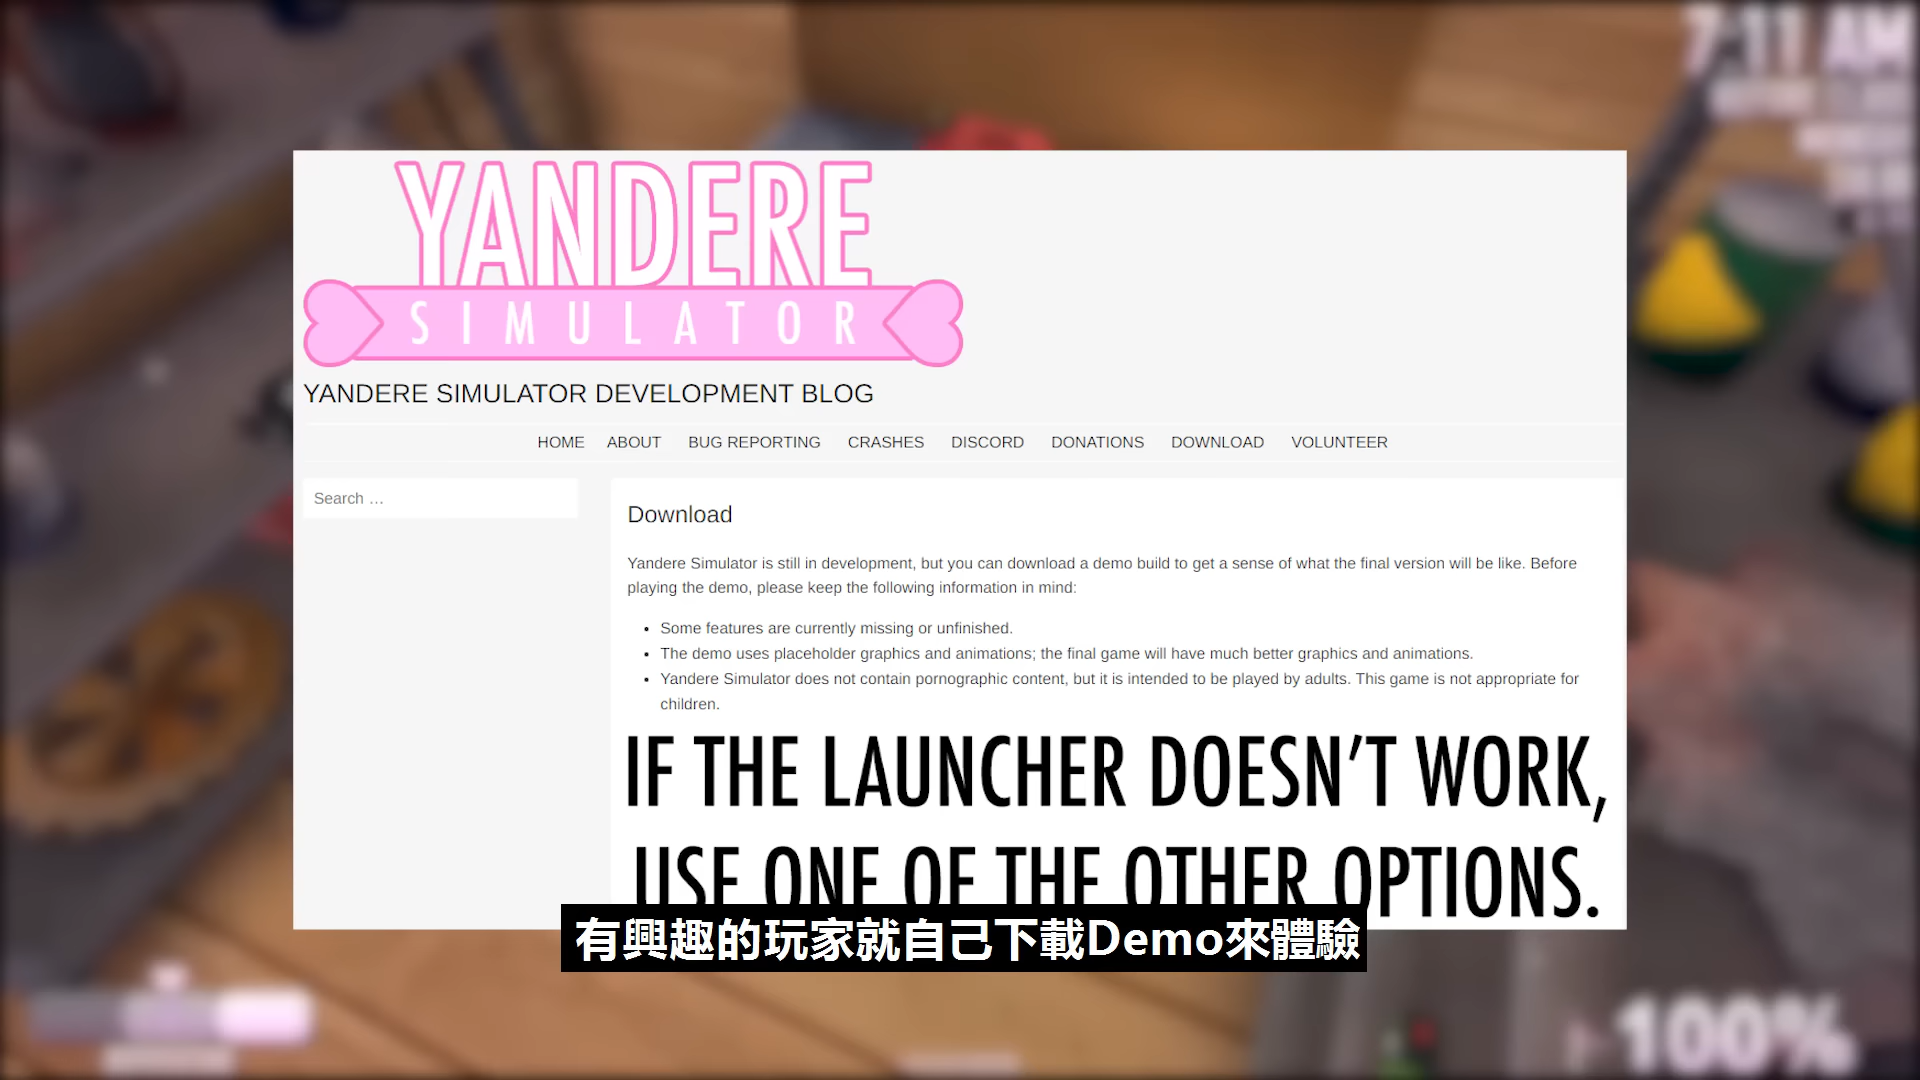 7:11 AM
YANDERE
SIMULATOR
YANDERE SIMULATOR DEVELOPMENT BLOG
HOME ABOUT BUG REPORTING CRASHES DISCORD DONATIONS DOWNLOAD VOLUNTEER
Search …
Download
Yandere Simulator is still in development, but you can download a demo build to get a sense of what the final version will be like. Before
playing the demo, please keep the following information in mind:
• Some features are currently missing or unfinished.
• The demo uses placeholder graphics and animations; the final game will have much better graphics and animations.
• Yandere Simulator does not contain pornographic content, but it is intended to be played by adults. This game is not appropriate for
children.
IF THE LAUNCHER DOESN'T WORK,
USE ONE OF THE OTHER OPTIONS.
有興趣的玩家就自己下載Demo來體驗
100%